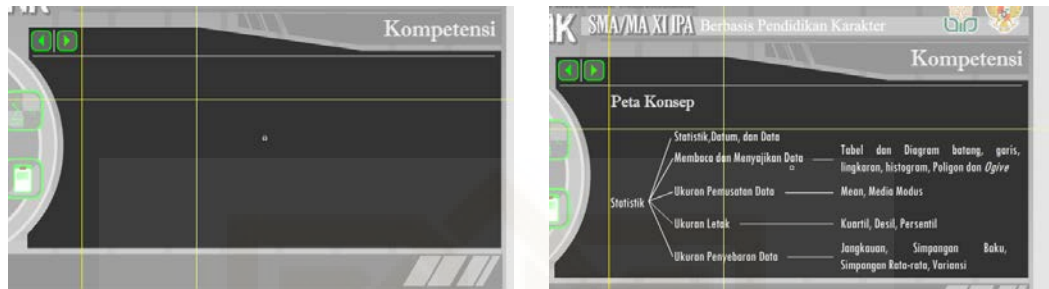 Kompetensi
SMA/MA XI IPA Berbasis Pendidikan Karakter
Kompetensi
Peta Konsep
Statistik
Statistik,Datum, dan Data
Membaca dan Menyajikan Data
Tabel dan Diagram batang, garis,
lingkaran, histogram, Poligon dan Ogive
Ukuran Pemusatan Data
Mean, Media Modus
Ukuran Letak
Kuartil, Desil, Persentil
Ukuran Penyebaran Data
Jangkauan, Simpangan Baku,
Simpangan Rata-rata, Variansi